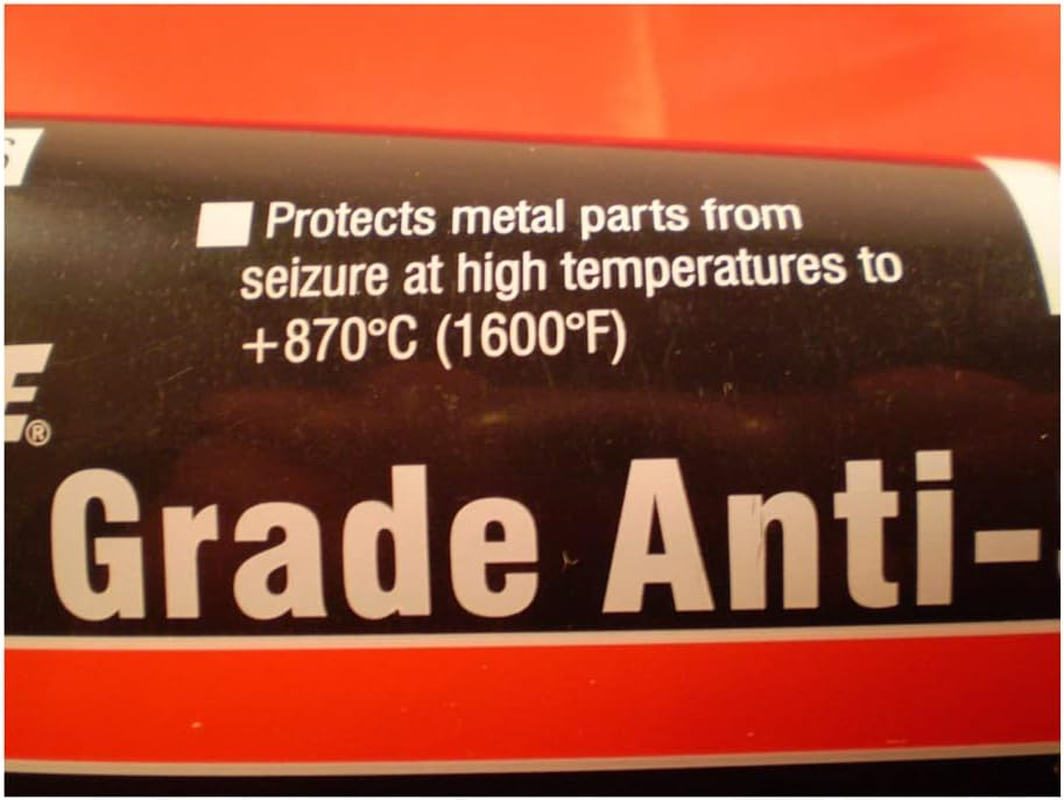 Protects metal parts from
seizure at high temperatures to
+870°C (1600°F)
E®
Grade Anti-